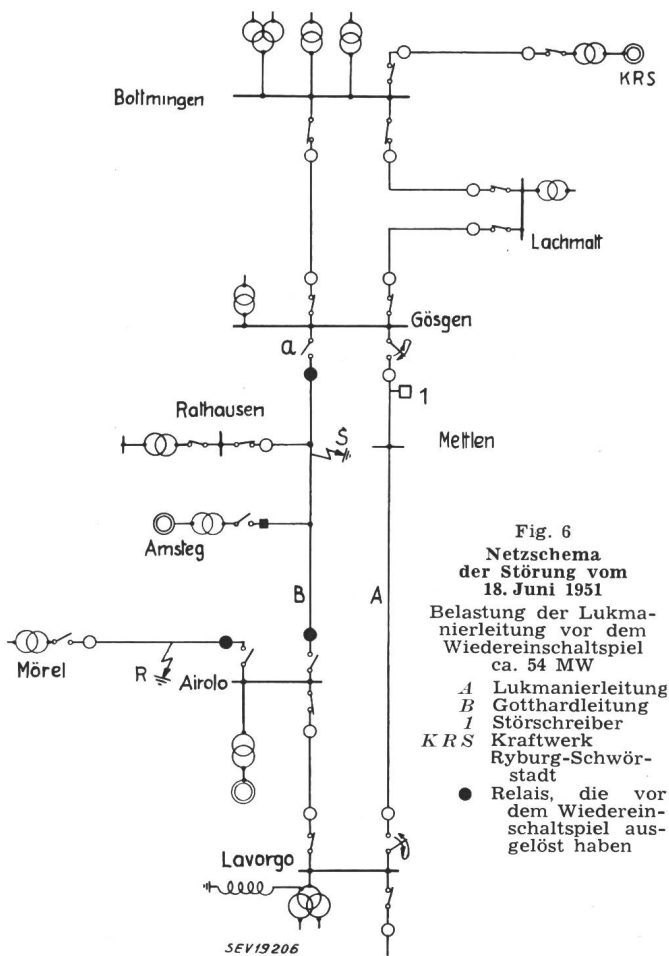 KRS
Bottmingen
Lachmatt
Gösgen
a
1
Rathausen
S
Mettlen
Amsteg
B
A
Mörel
R
Airolo
Lavorgo
SEV19206
Fig. 6
Netzschema
der Störung vom
18. Juni 1951
Belastung der Lukma-
nierleitung vor dem
Wiedereinschaltspiel
ca. 54 MW
A Lukmanierleitung
B Gotthardleitung
1 Störschreiber
KRS Kraftwerk
Ryburg-Schwör-
stadt
● Relais, die vor
dem Wiederein-
schaltspiel aus-
gelöst haben